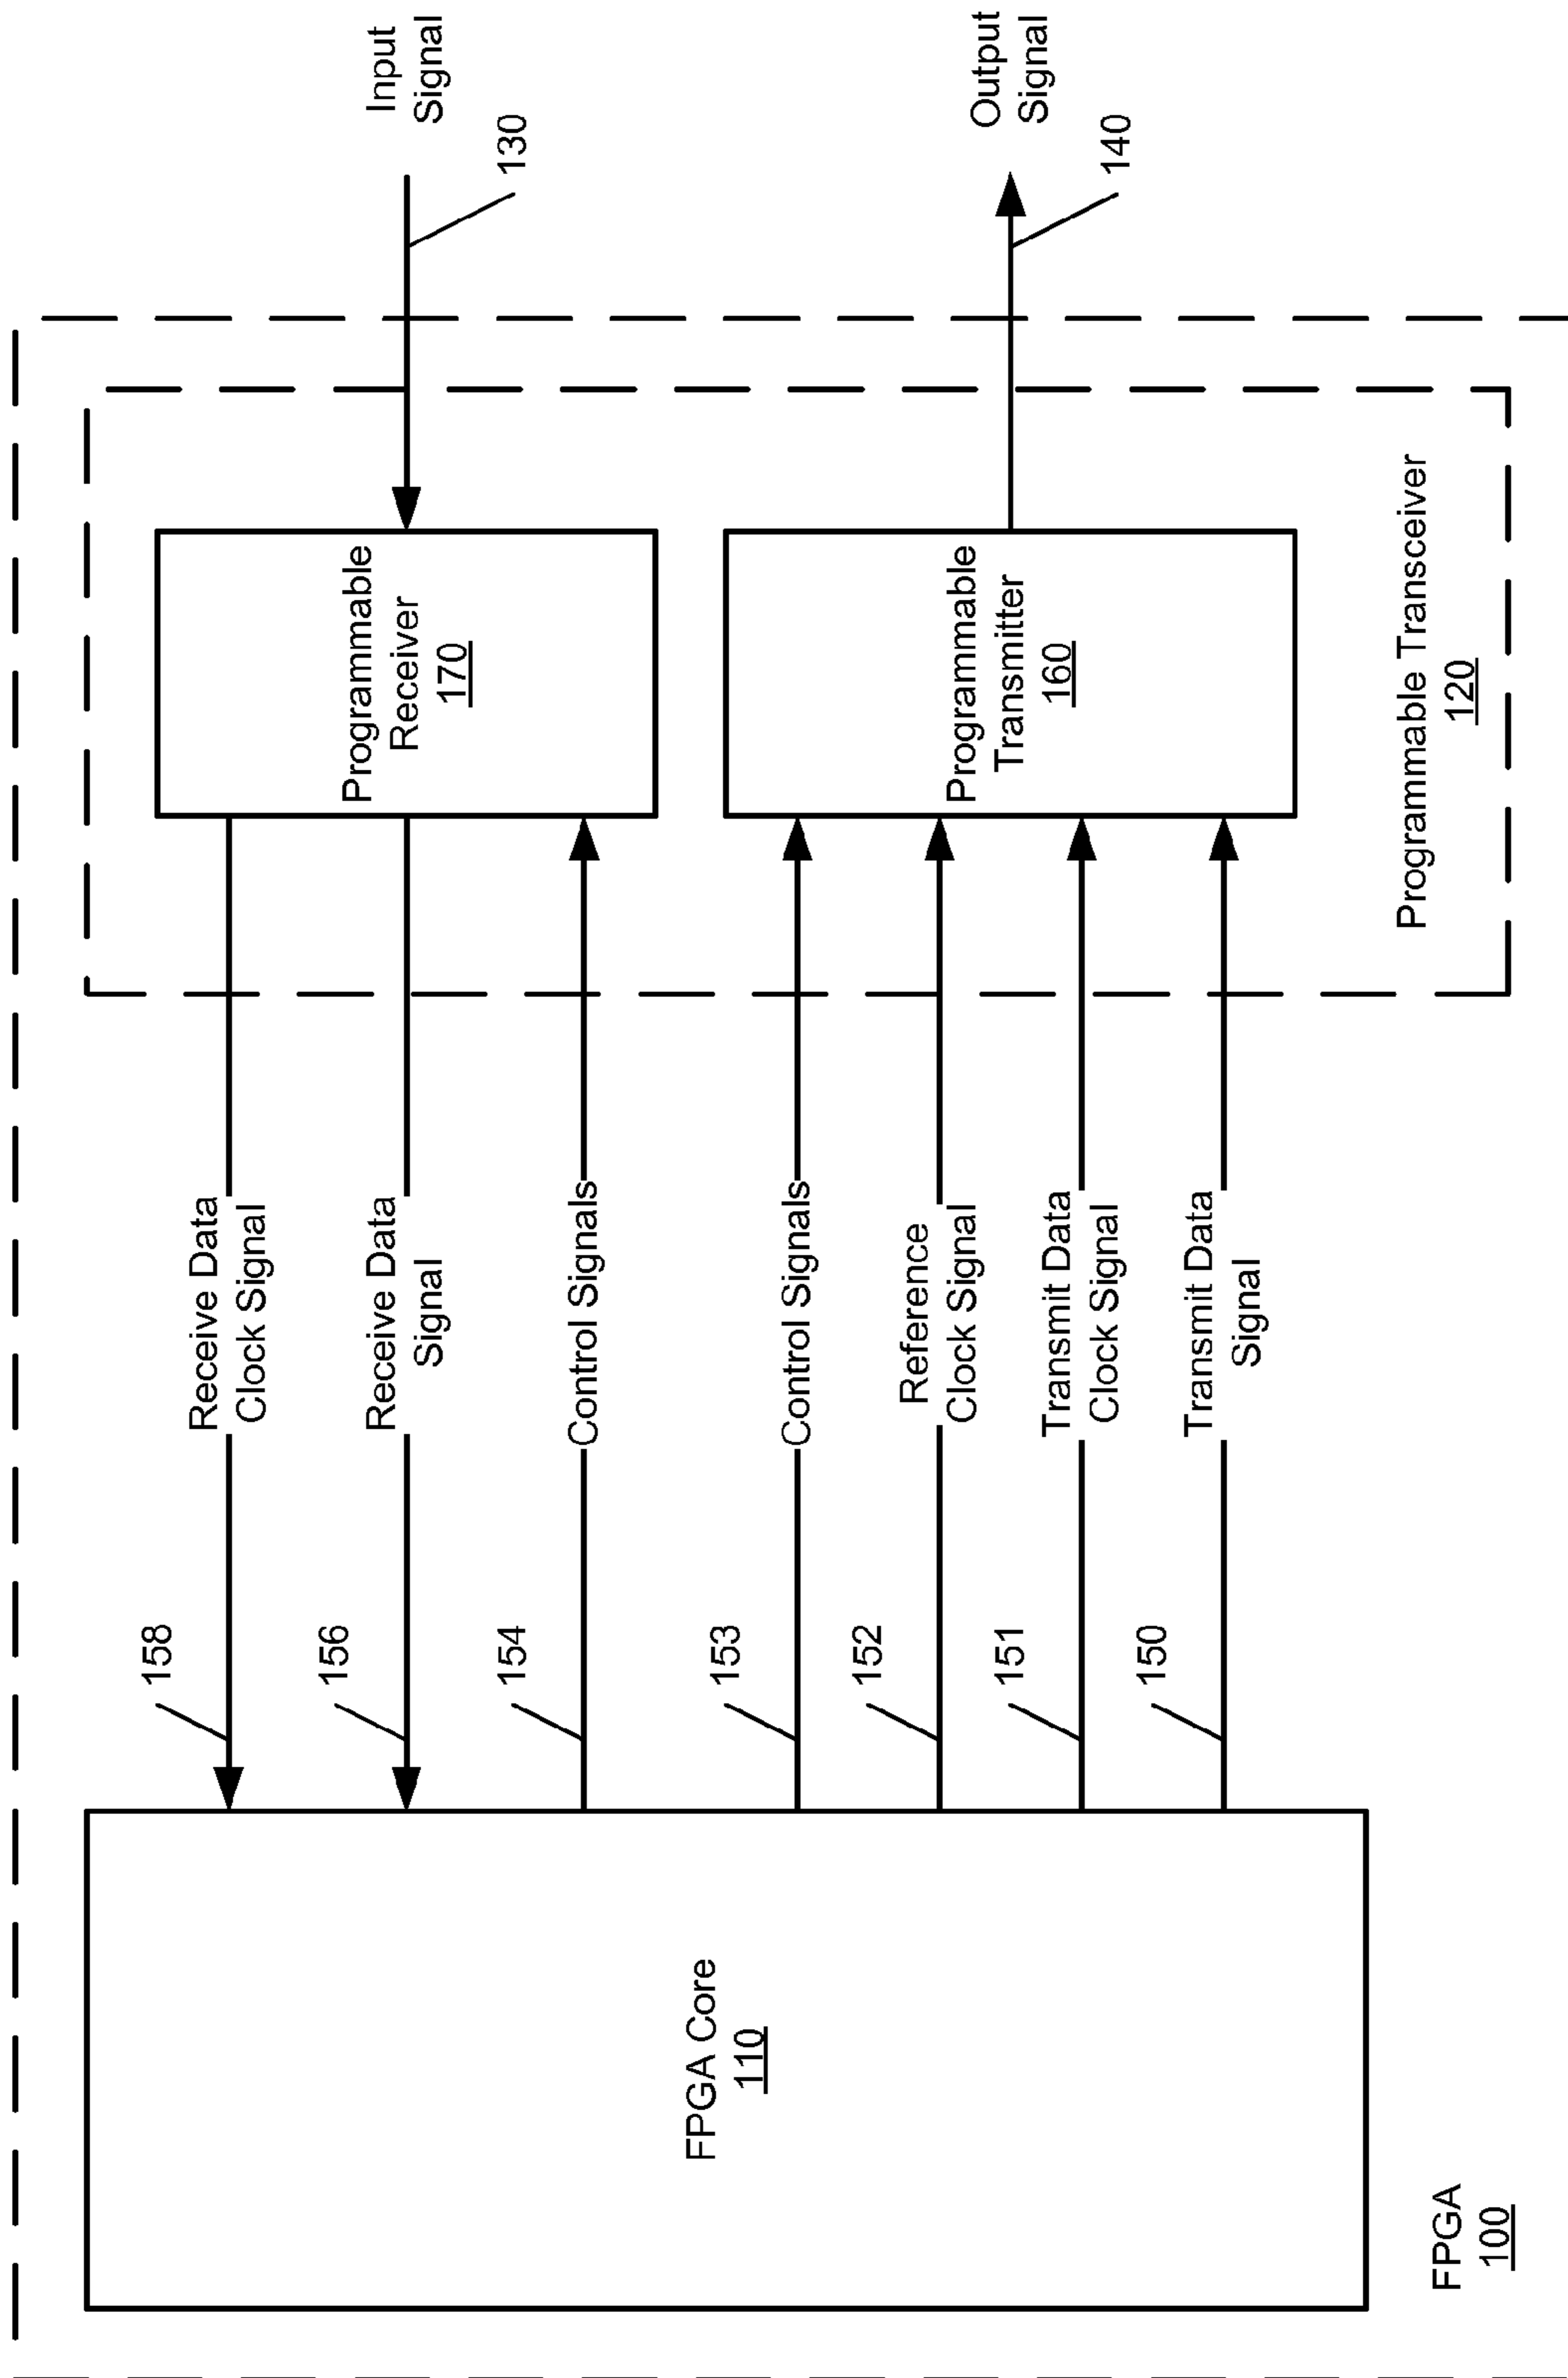 158
Receive Data
Clock Signal
156
Receive Data
Signal
154
Control Signals
153
Control Signals
152
Reference
Clock Signal
151
Transmit Data
Clock Signal
150
Transmit Data
Signal
FPGA Core
110
FPGA
100
Programmable
Receiver
170
Programmable
Transmitter
160
Programmable Transceiver
120
Input
Signal
130
Output
Signal
140